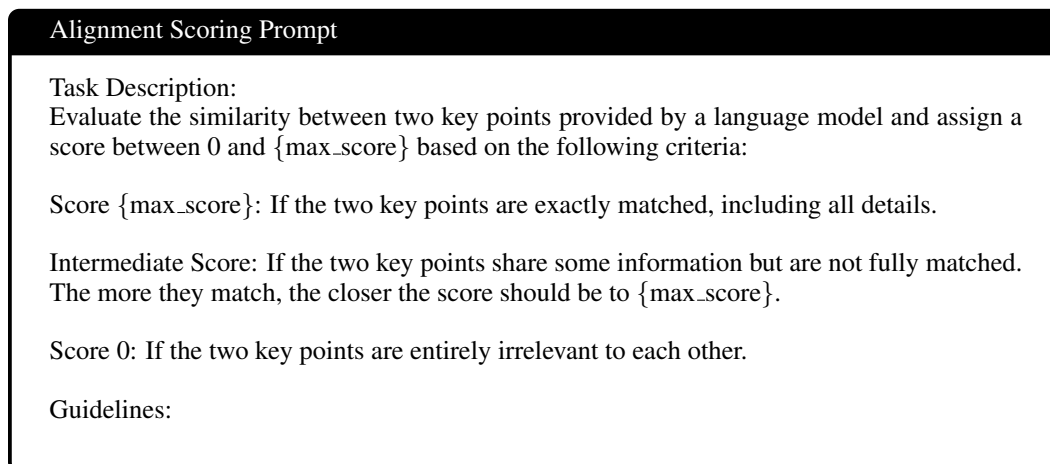 Alignment Scoring Prompt
Task Description:
Evaluate the similarity between two key points provided by a language model and assign a
score between 0 and {max_score} based on the following criteria:
Score {max_score}: If the two key points are exactly matched, including all details.
Intermediate Score: If the two key points share some information but are not fully matched.
The more they match, the closer the score should be to {max_score}.
Score 0: If the two key points are entirely irrelevant to each other.
Guidelines: